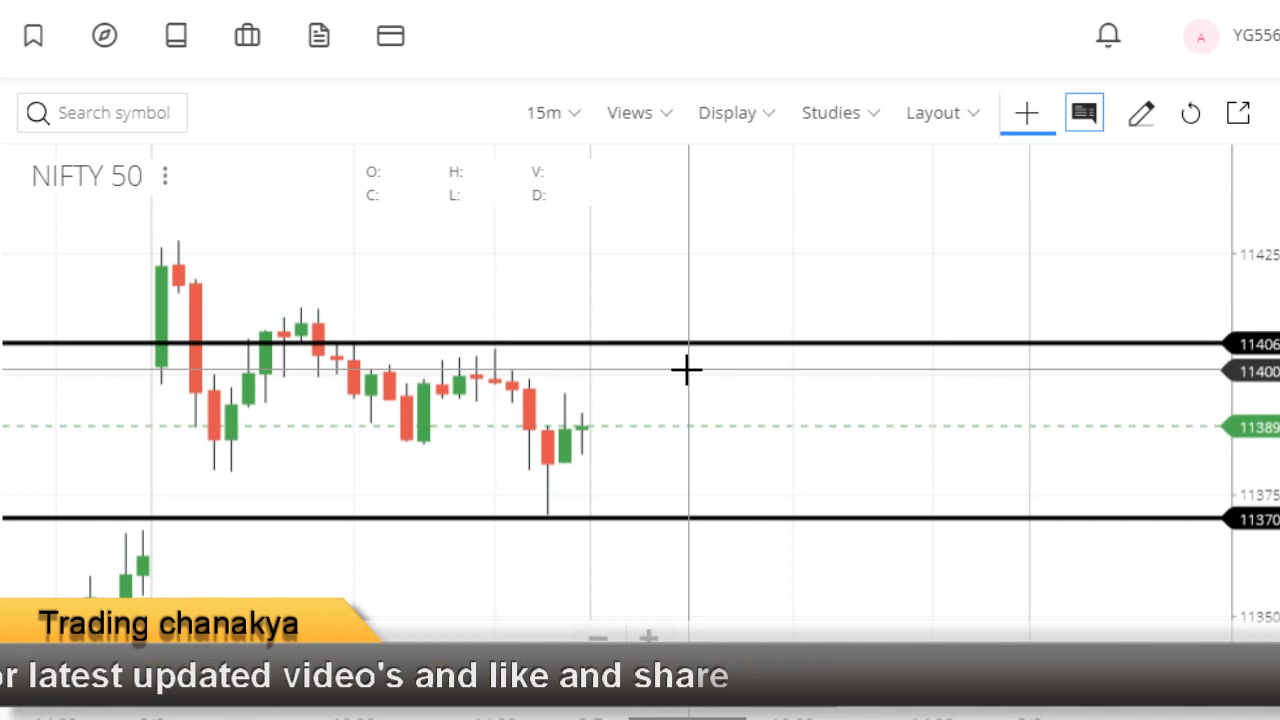 A
YG556
Search symbol
15m
Views
Display
Studies
Layout
NIFTY 50
O:
H:
V:
C:
L:
D:
11425
11406
11400
11389
11375
11370
11350
Trading chanakya
or latest updated video's and like and share